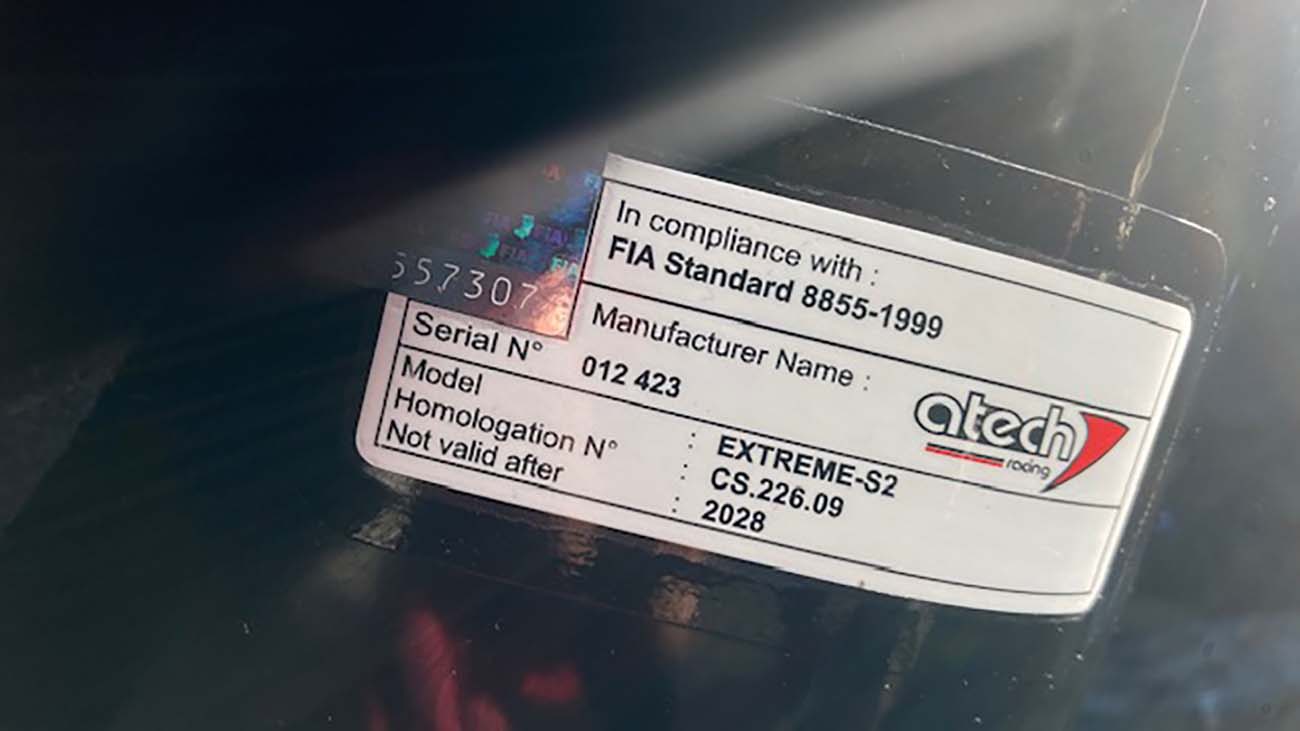 In compliance with :
FIA Standard 8855-1999
557307
Manufacturer Name :
atech
racing
Serial N° 012 423
Model : EXTREME-S2
Homologation N° : CS.226.09
Not valid after : 2028